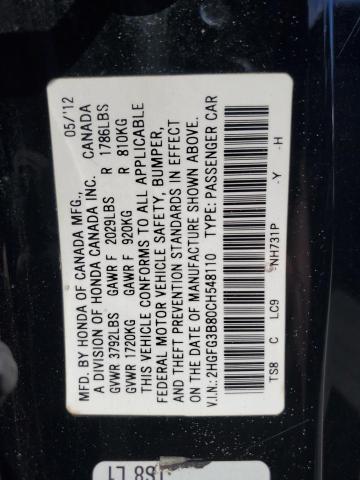 MFD. BY HONDA OF CANADA MFG., 05/'12
A DIVISION OF HONDA CANADA INC. CANADA
GVWR 3792LBS GAWR F 2029LBS R 1786LBS
GVWR 1720KG GAWR F 920KG R 810KG
THIS VEHICLE CONFORMS TO ALL APPLICABLE
FEDERAL MOTOR VEHICLE SAFETY, BUMPER,
AND THEFT PREVENTION STANDARDS IN EFFECT
ON THE DATE OF MANUFACTURE SHOWN ABOVE.
V.I.N.: 2HGFG3B80CH548110 TYPE: PASSENGER CAR
NH731P -Y -H
TS8 C LC9